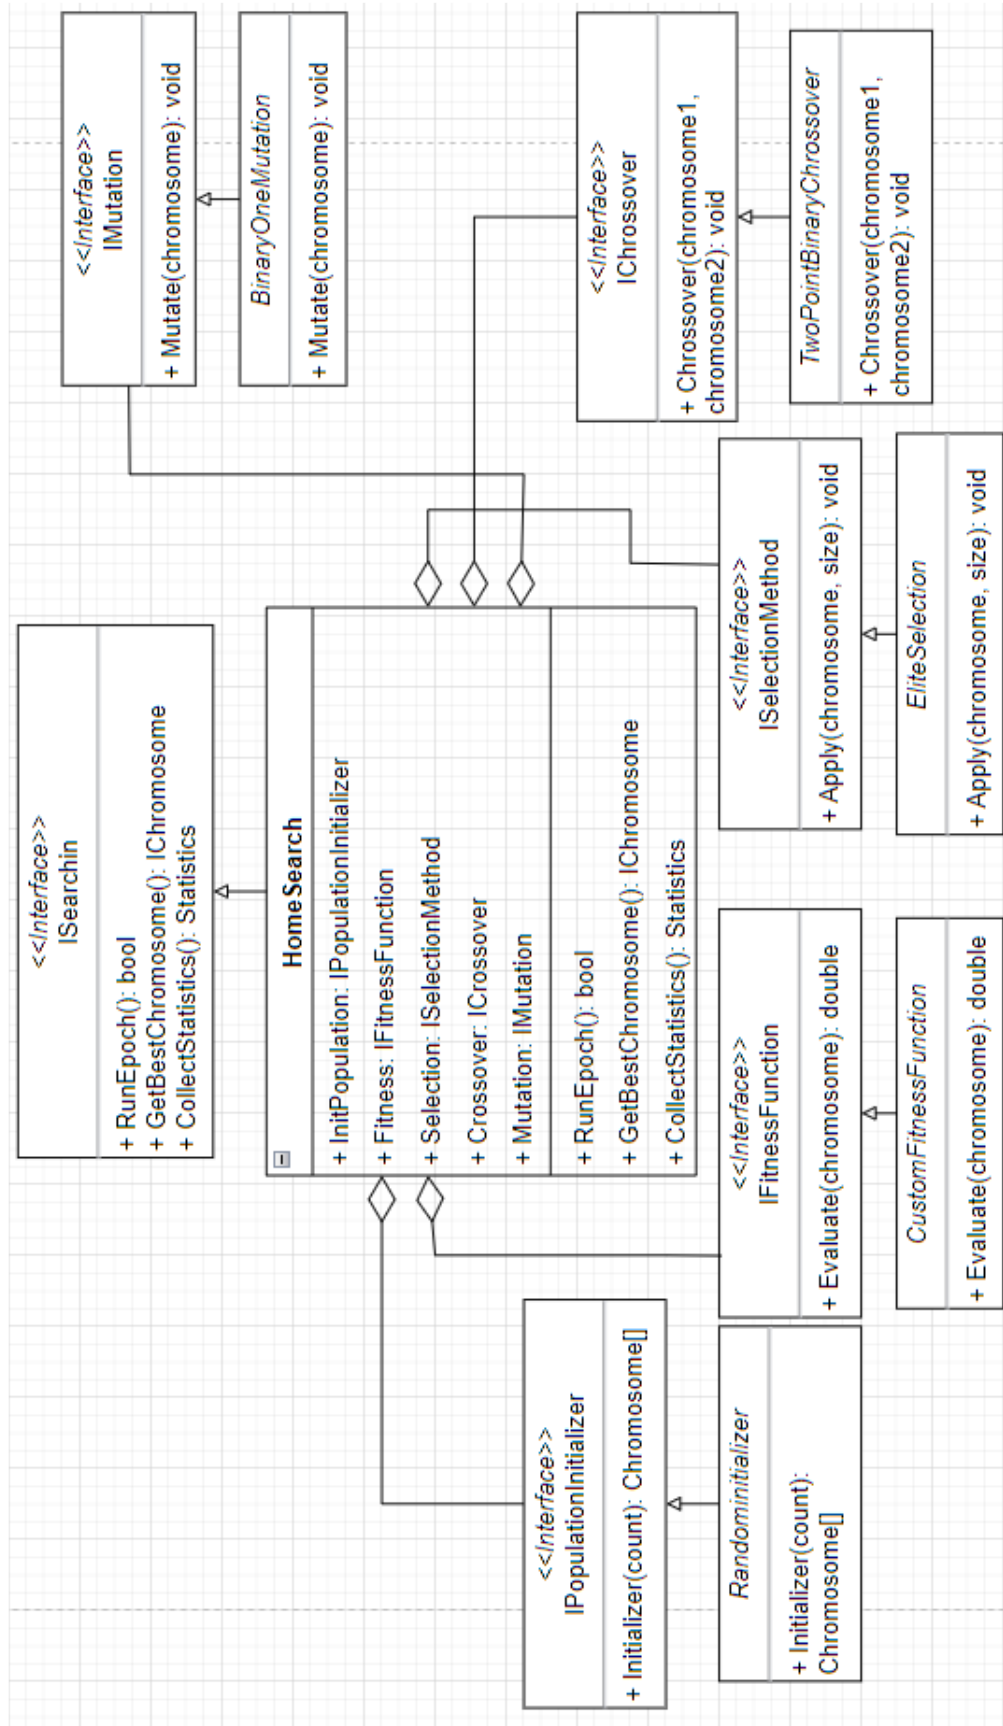 <<Interface>>
ISearchin
+ RunEpoch(): bool
+ GetBestChromosome(): IChromosome
+ CollectStatistics(): Statistics
HomeSearch
+ InitPopulation: IPopulationInitializer
+ Fitness: IFitnessFunction
+ Selection: ISelectionMethod
+ Crossover: ICrossover
+ Mutation: IMutation
+ RunEpoch(): bool
+ GetBestChromosome(): IChromosome
+ CollectStatistics(): Statistics
<<Interface>>
IPopulationInitializer
+ Initializer(count): Chromosome[]
Randominitializer
+ Initializer(count):
Chromosome[]
<<Interface>>
IFitnessFunction
+ Evaluate(chromosome): double
CustomFitnessFunction
+ Evaluate(chromosome): double
<<Interface>>
ISelectionMethod
+ Apply(chromosome, size): void
EliteSelection
+ Apply(chromosome, size): void
<<Interface>>
IChrossover
+ Chrossover(chromosome1,
chromosome2): void
TwoPointBinaryChrossover
+ Chrossover(chromosome1,
chromosome2): void
<<Interface>>
IMutation
+ Mutate(chromosome): void
BinaryOneMutation
+ Mutate(chromosome): void